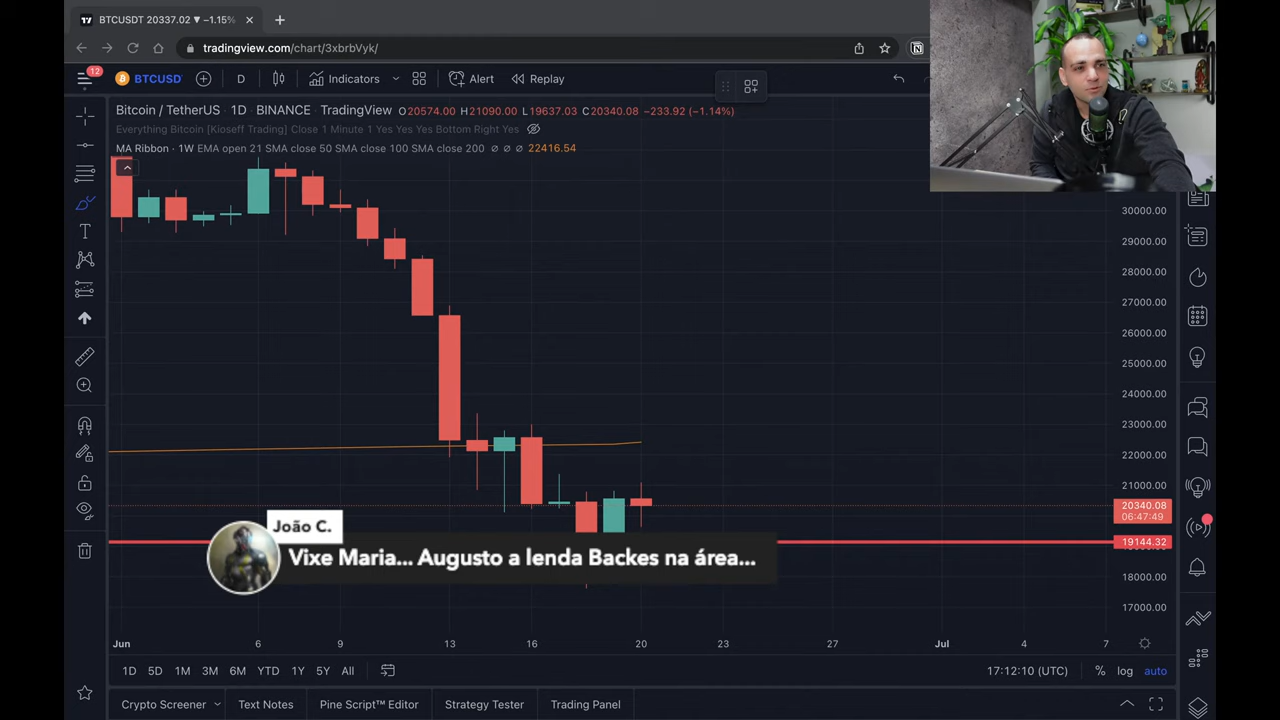 BTCUSDT 20337.02 ▼ −1.15%
tradingview.com/chart/3xbrbVyk/
12
BTCUSD
D
Indicators
Alert
Replay
Bitcoin / TetherUS · 1D · BINANCE · TradingView O20574.00 H21090.00 L19637.03 C20340.08 −233.92 (−1.14%)
Everything Bitcoin [Kioseff Trading] Close 1 Minute 1 Yes Yes Yes Bottom Right Yes
MA Ribbon · 1W EMA open 21 SMA close 50 SMA close 100 SMA close 200 ∅ ∅ ∅ 22416.54
30000.00
29000.00
28000.00
27000.00
26000.00
25000.00
24000.00
23000.00
22000.00
21000.00
20340.08
06:47:49
19144.32
18000.00
17000.00
João C.
Vixe Maria... Augusto a lenda Backes na área...
Jun 6 9 13 16 20 23 27 Jul 4 7
1D 5D 1M 3M 6M YTD 1Y 5Y All
17:12:10 (UTC) % log auto
Crypto Screener Text Notes Pine Script™ Editor Strategy Tester Trading Panel